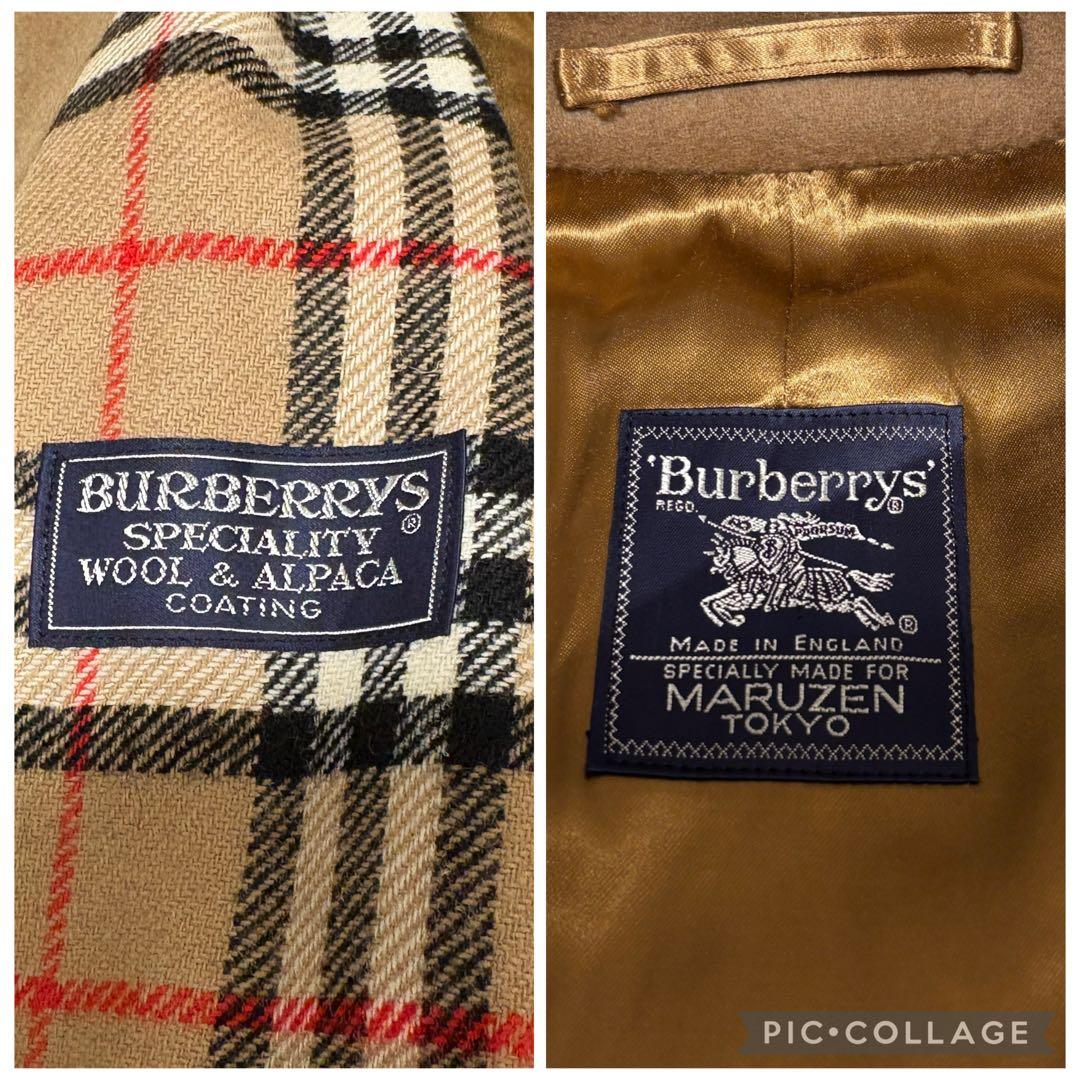 BURBERRYS®
SPECIALITY
WOOL & ALPACA
COATING
'Burberrys'®
REGD.
PRORSUM
®
MADE IN ENGLAND
SPECIALLY MADE FOR
MARUZEN
TOKYO
PIC•COLLAGE